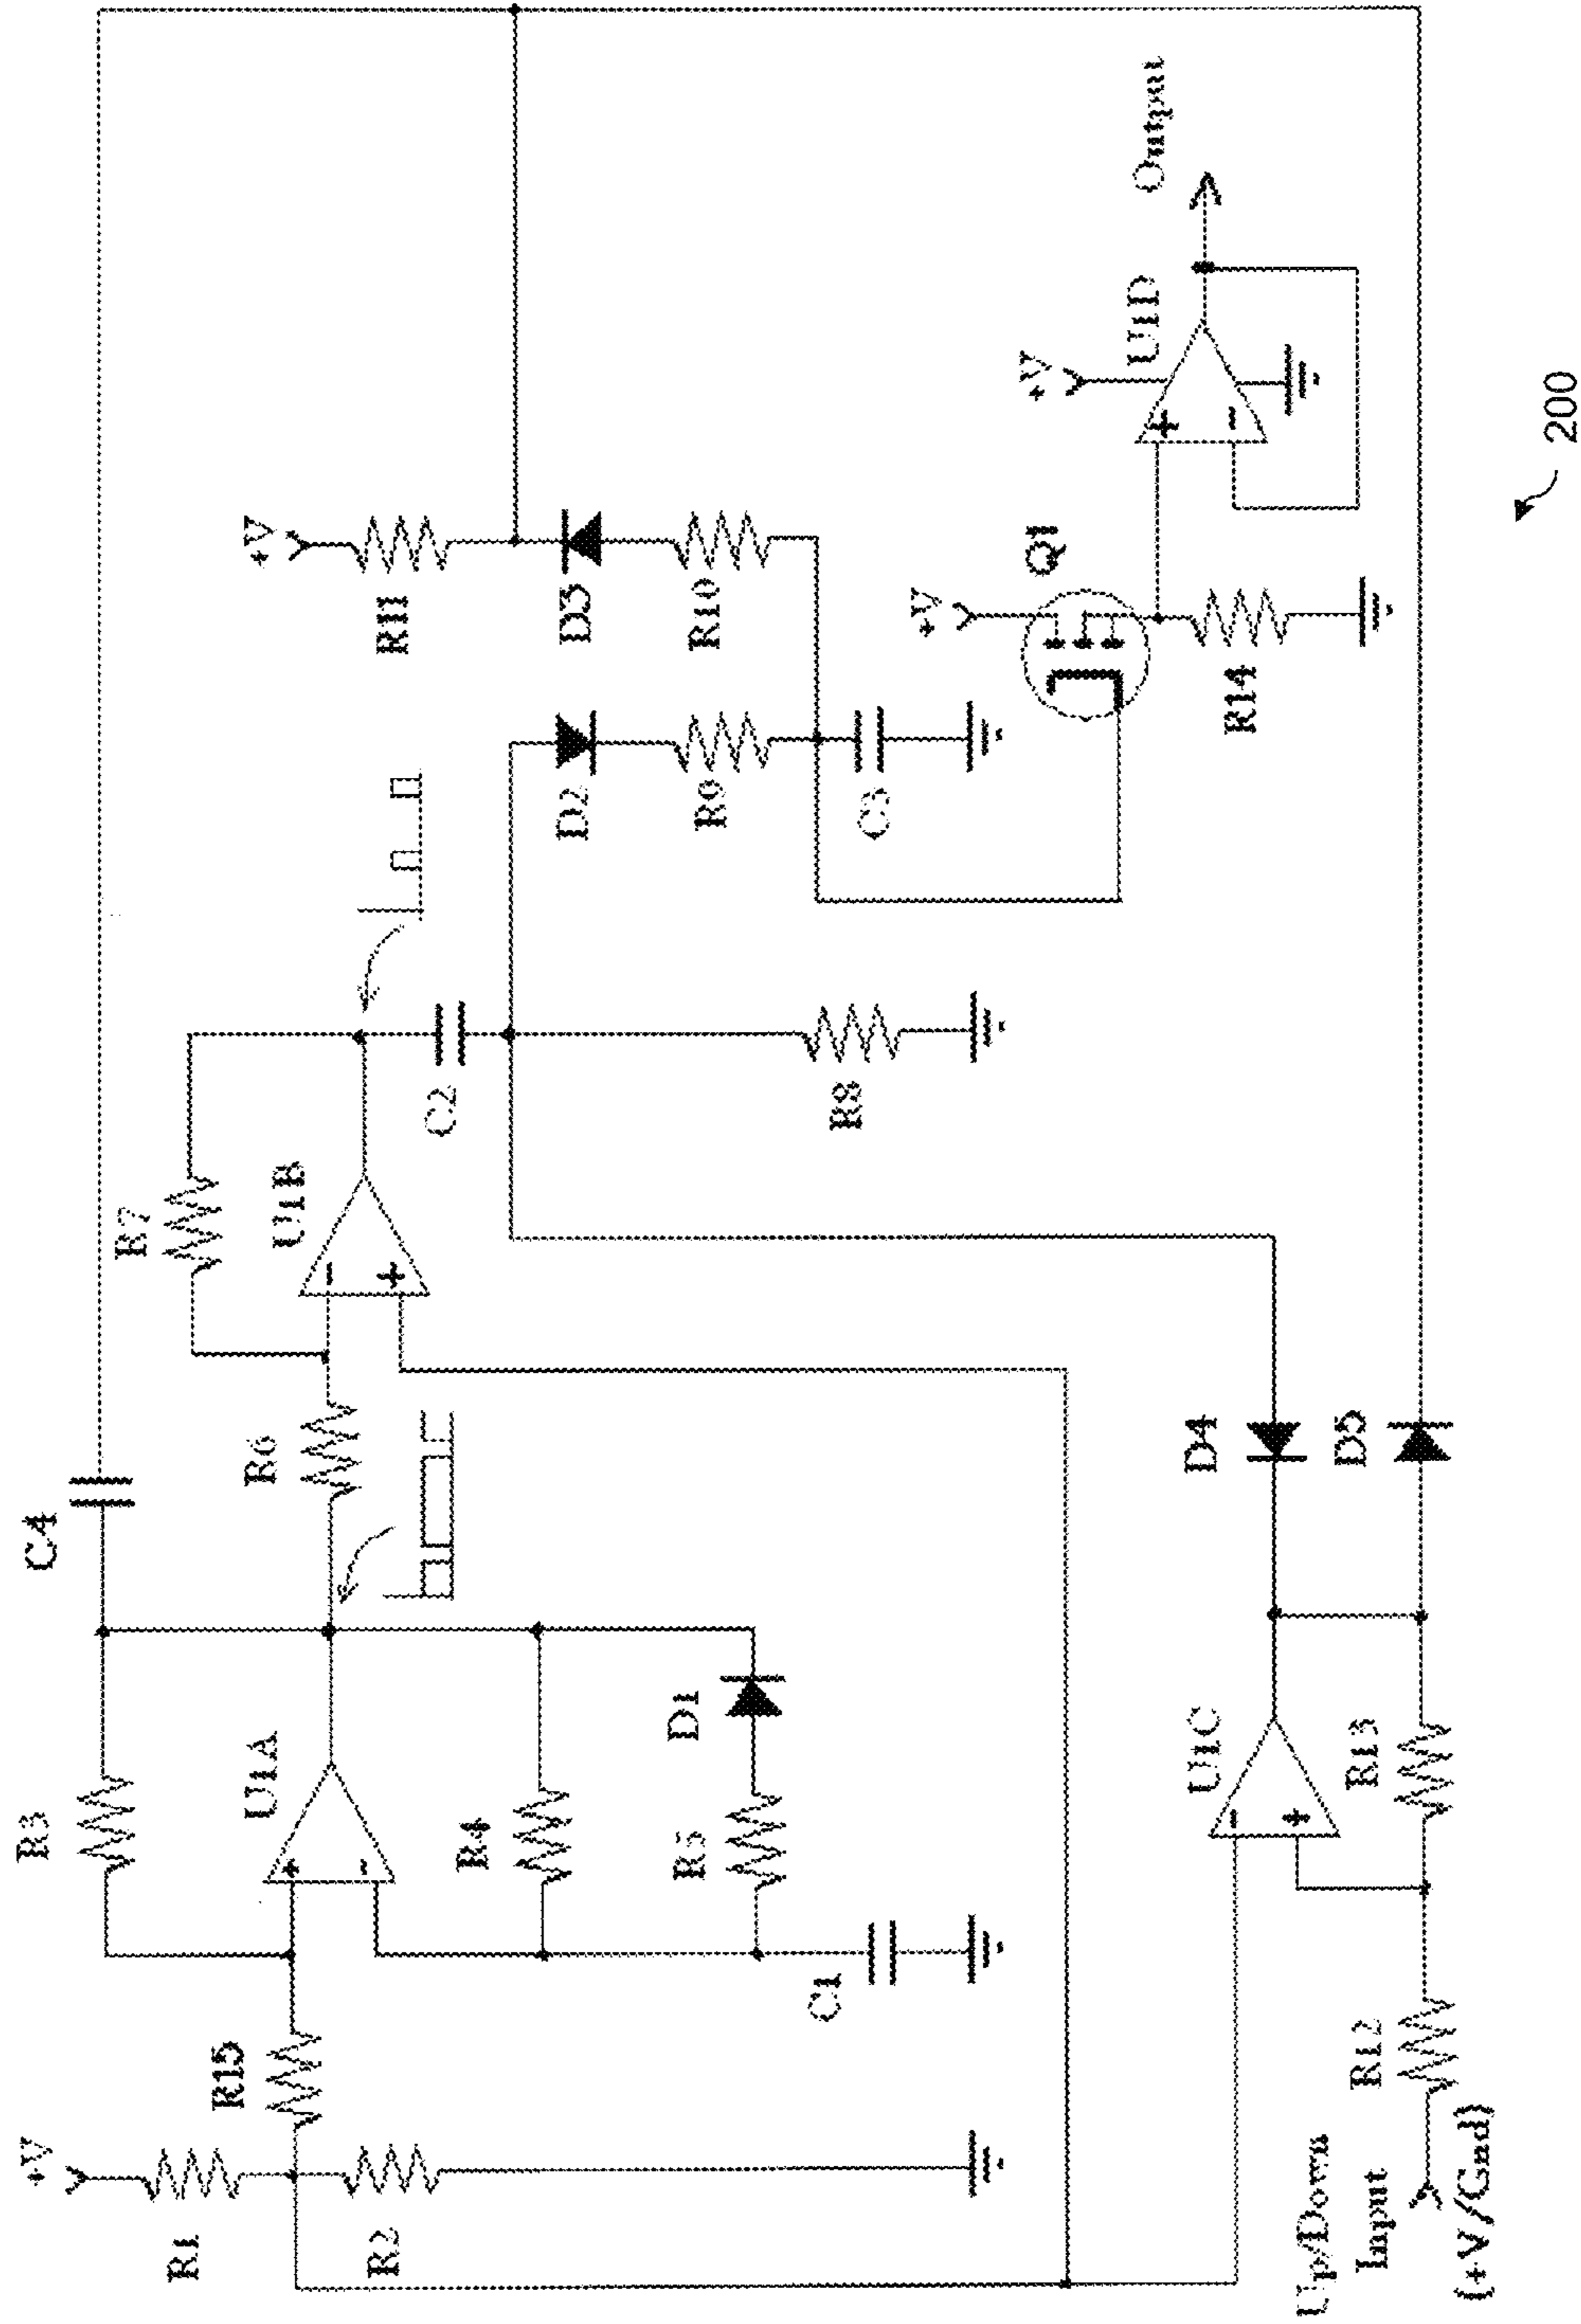 C4
R3
+V
R15
U1A
R6
R7
U1B
R1
R2
R4
D1
R5
C1
C2
R8
+V
R11
D2
D3
R9
R10
C3
+V
Q1
R14
+V
U1D
Output
U1C
D4
D5
R13
R12
Up/Down
Input
(+V/Gnd)
200